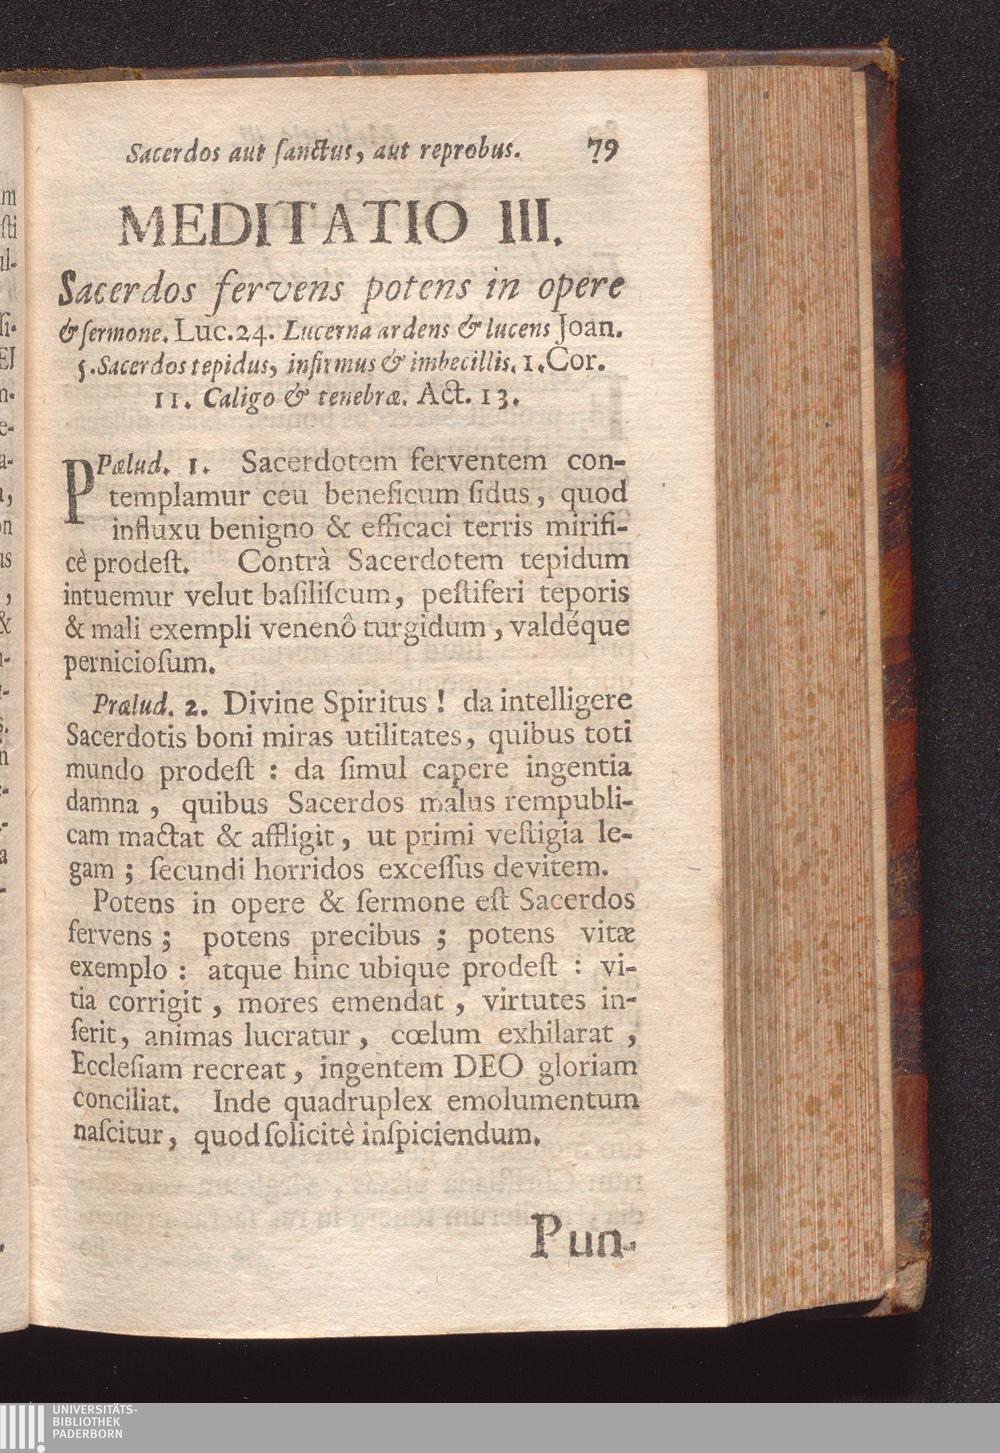 Sacerdos aut ſanctus, aut reprobus. 79
MEDITATIO III.
Sacerdos fervens potens in opere
& ſermone. Luc. 24. Lucerna ardens & lucens Joan.
5. Sacerdos tepidus, infirmus & imbecillis. 1. Cor.
11. Caligo & tenebræ. Act. 13.
PPælud. 1. Sacerdotem ferventem con-
templamur ceu beneficum ſidus, quod
influxu benigno & efficaci terris mirifi-
cè prodeſt. Contrà Sacerdotem tepidum
intuemur velut baſiliſcum, peſtiferi teporis
& mali exempli venenô turgidum, valdéque
pernicioſum.
Prælud. 2. Divine Spiritus ! da intelligere
Sacerdotis boni miras utilitates, quibus toti
mundo prodeſt : da ſimul capere ingentia
damna, quibus Sacerdos malus rempubli-
cam mactat & affligit, ut primi veſtigia le-
gam ; ſecundi horridos exceſſus devitem.
Potens in opere & ſermone eſt Sacerdos
fervens ; potens precibus ; potens vitæ
exemplo : atque hinc ubique prodeſt : vi-
tia corrigit, mores emendat, virtutes in-
ſerit, animas lucratur, cœlum exhilarat,
Eccleſiam recreat, ingentem DEO gloriam
conciliat. Inde quadruplex emolumentum
naſcitur, quod ſolicitè inſpiciendum.
Pun-
UNIVERSITÄTS-
BIBLIOTHEK
PADERBORN